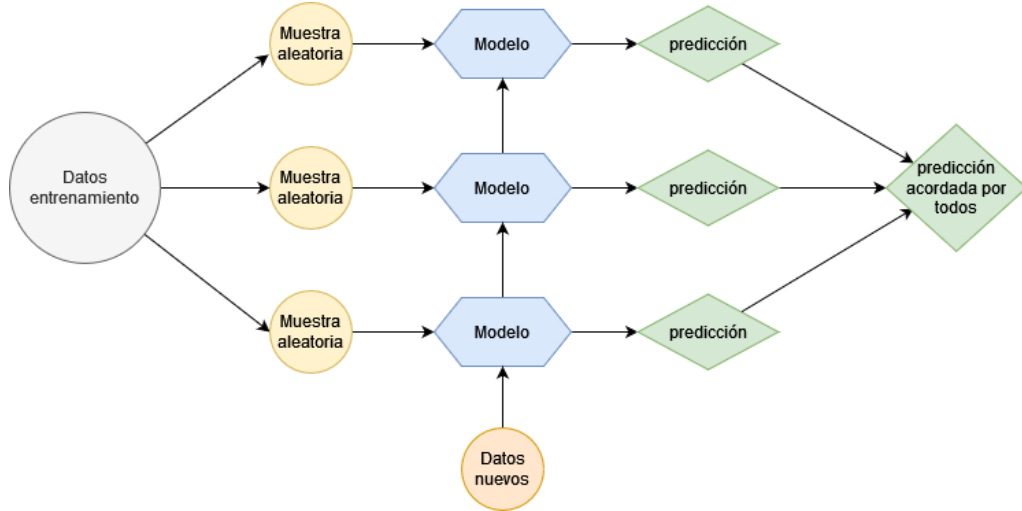 Muestra
aleatoria
Modelo
predicción
Datos
entrenamiento
Muestra
aleatoria
Modelo
predicción
predicción
acordada por
todos
Muestra
aleatoria
Modelo
predicción
Datos
nuevos